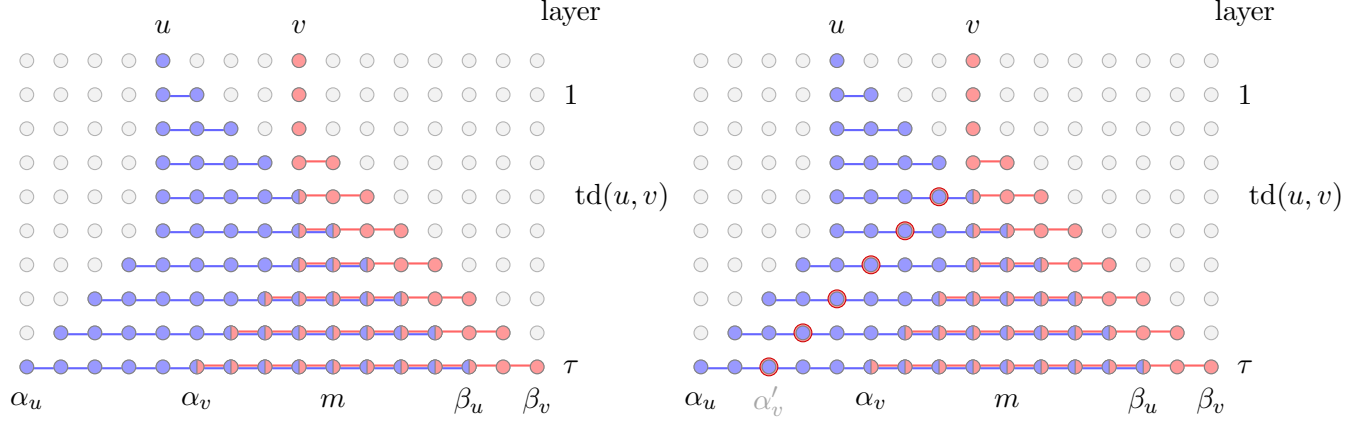 layer layer
u v u v
1 1
td(u, v) td(u, v)
τ τ
α_u α_v m β_u β_v α_u α'_v α_v m β_u β_v